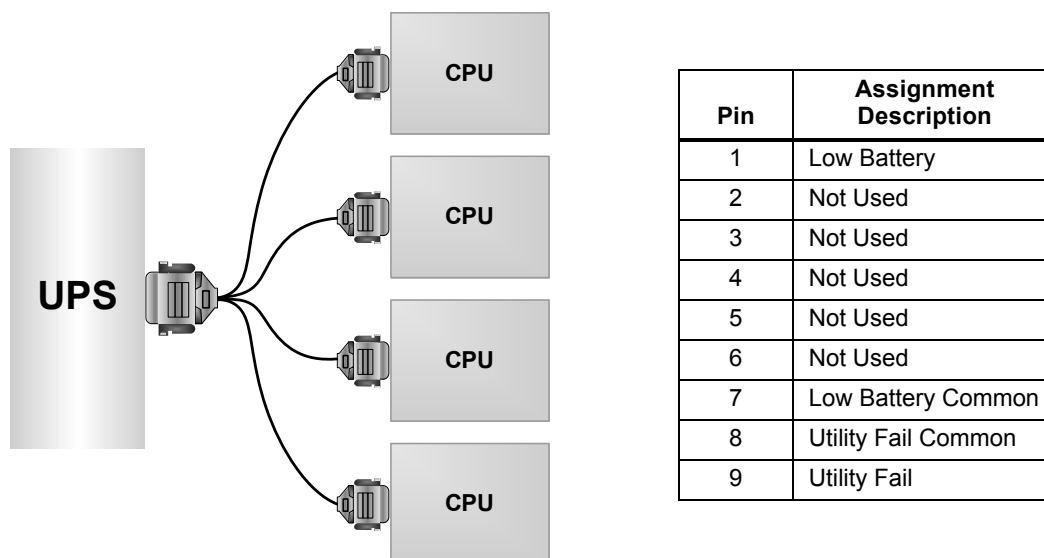 CPU
CPU
UPS
CPU
CPU
Pin Assignment Description
1 Low Battery
2 Not Used
3 Not Used
4 Not Used
5 Not Used
6 Not Used
7 Low Battery Common
8 Utility Fail Common
9 Utility Fail